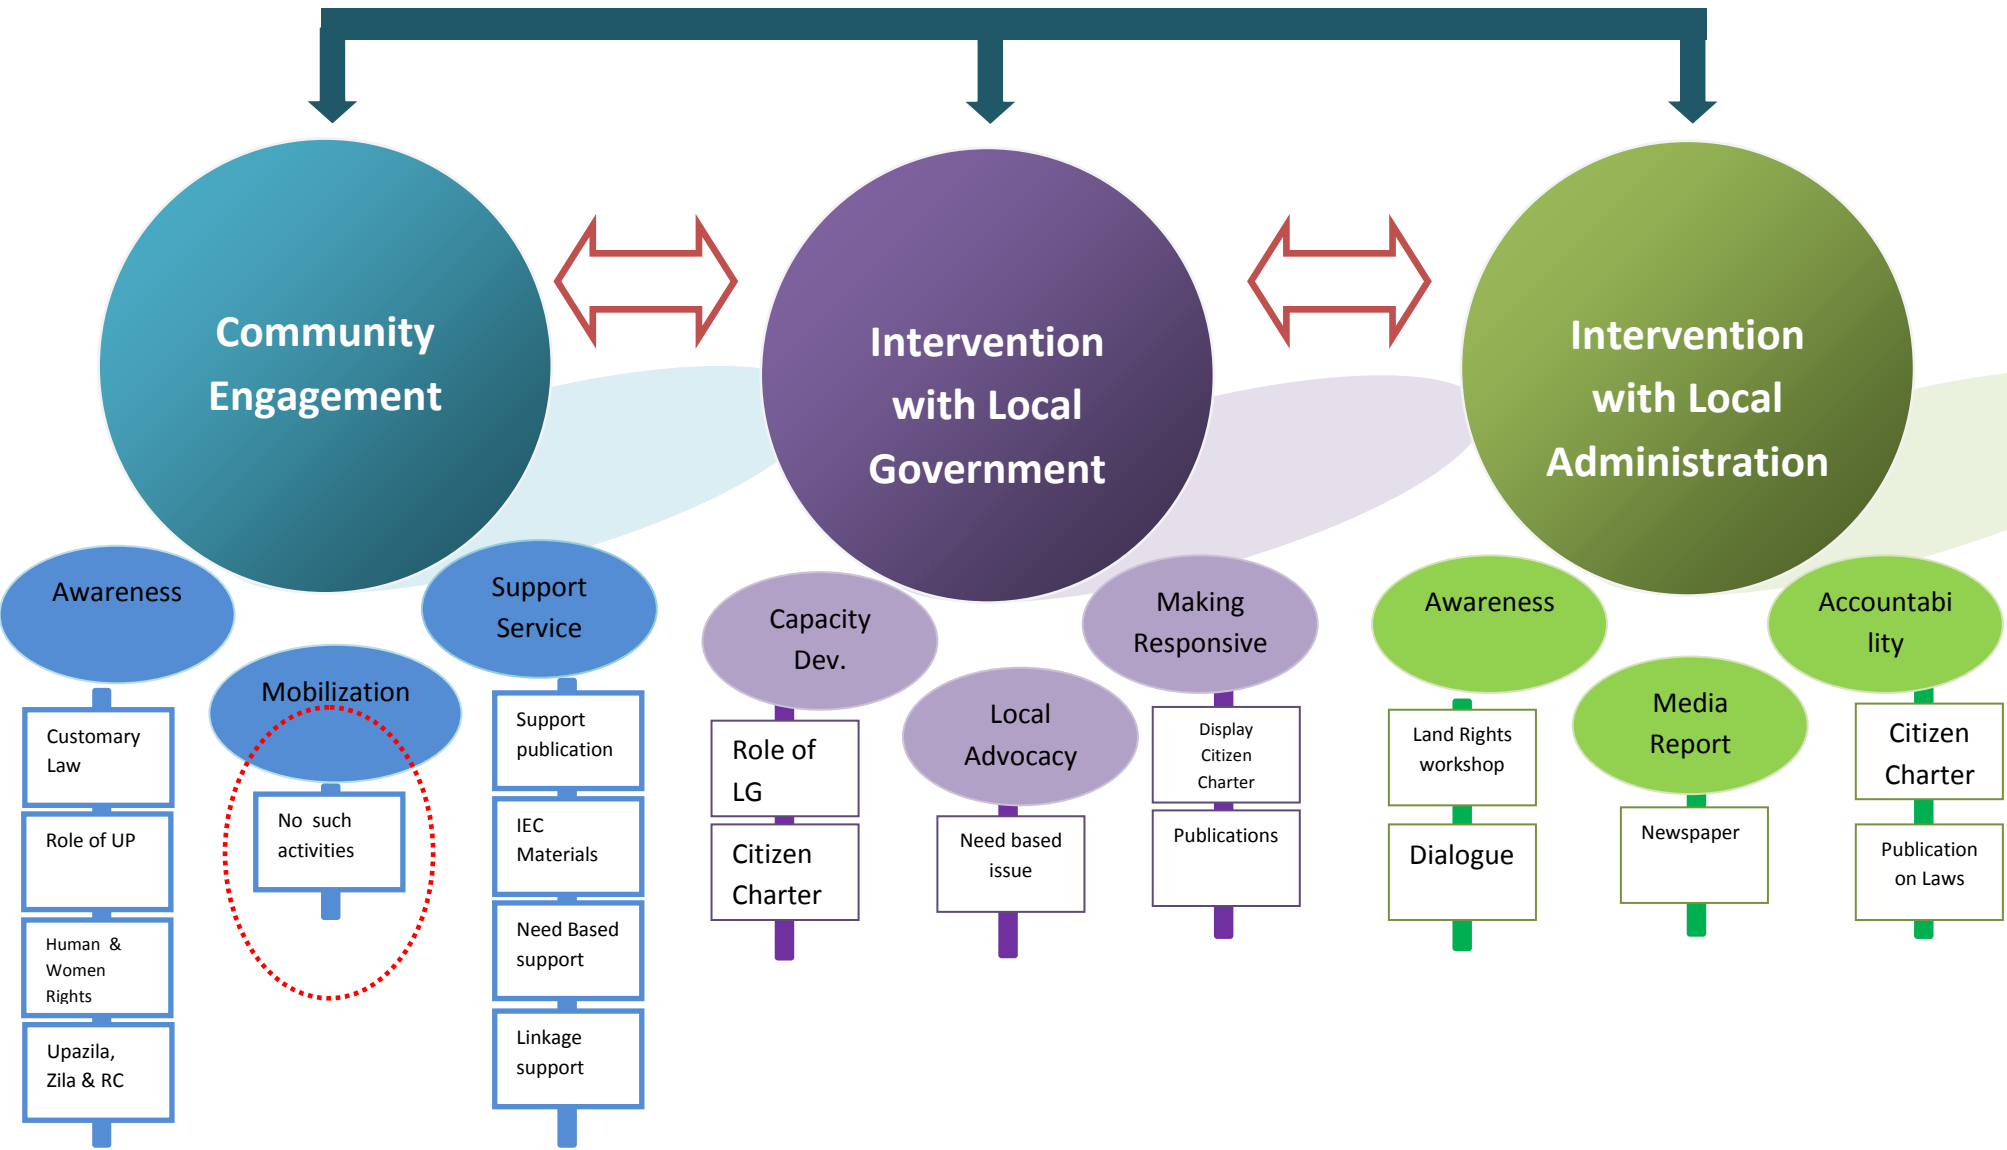 Community
Engagement
Intervention
with Local
Government
Intervention
with Local
Administration
Awareness
Customary
Law
Role of UP
Human & 
Women
Rights
Upazila,
Zila & RC
Mobilization
No such
activities
Support
Service
Support
publication
IEC
Materials
Need Based
support
Linkage
support
Capacity
Dev.
Role of
LG
Citizen
Charter
Local
Advocacy
Need based
issue
Making
Responsive
Display
Citizen
Charter
Publications
Awareness
Land Rights
workshop
Dialogue
Media
Report
Newspaper
Accountabi
lity
Citizen
Charter
Publication
on Laws